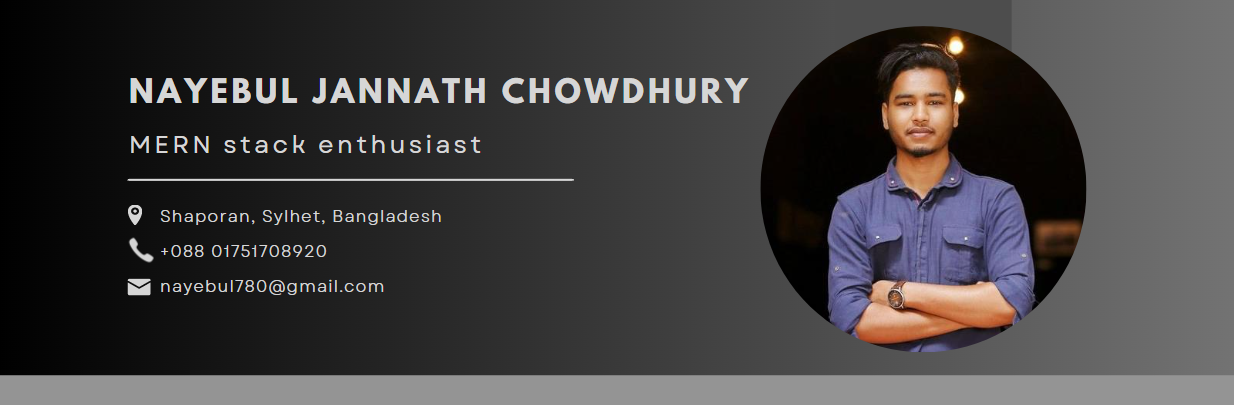 NAYEBUL JANNATH CHOWDHURY
MERN stack enthusiast
Shaporan, Sylhet, Bangladesh
+088 01751708920
nayebul780@gmail.com